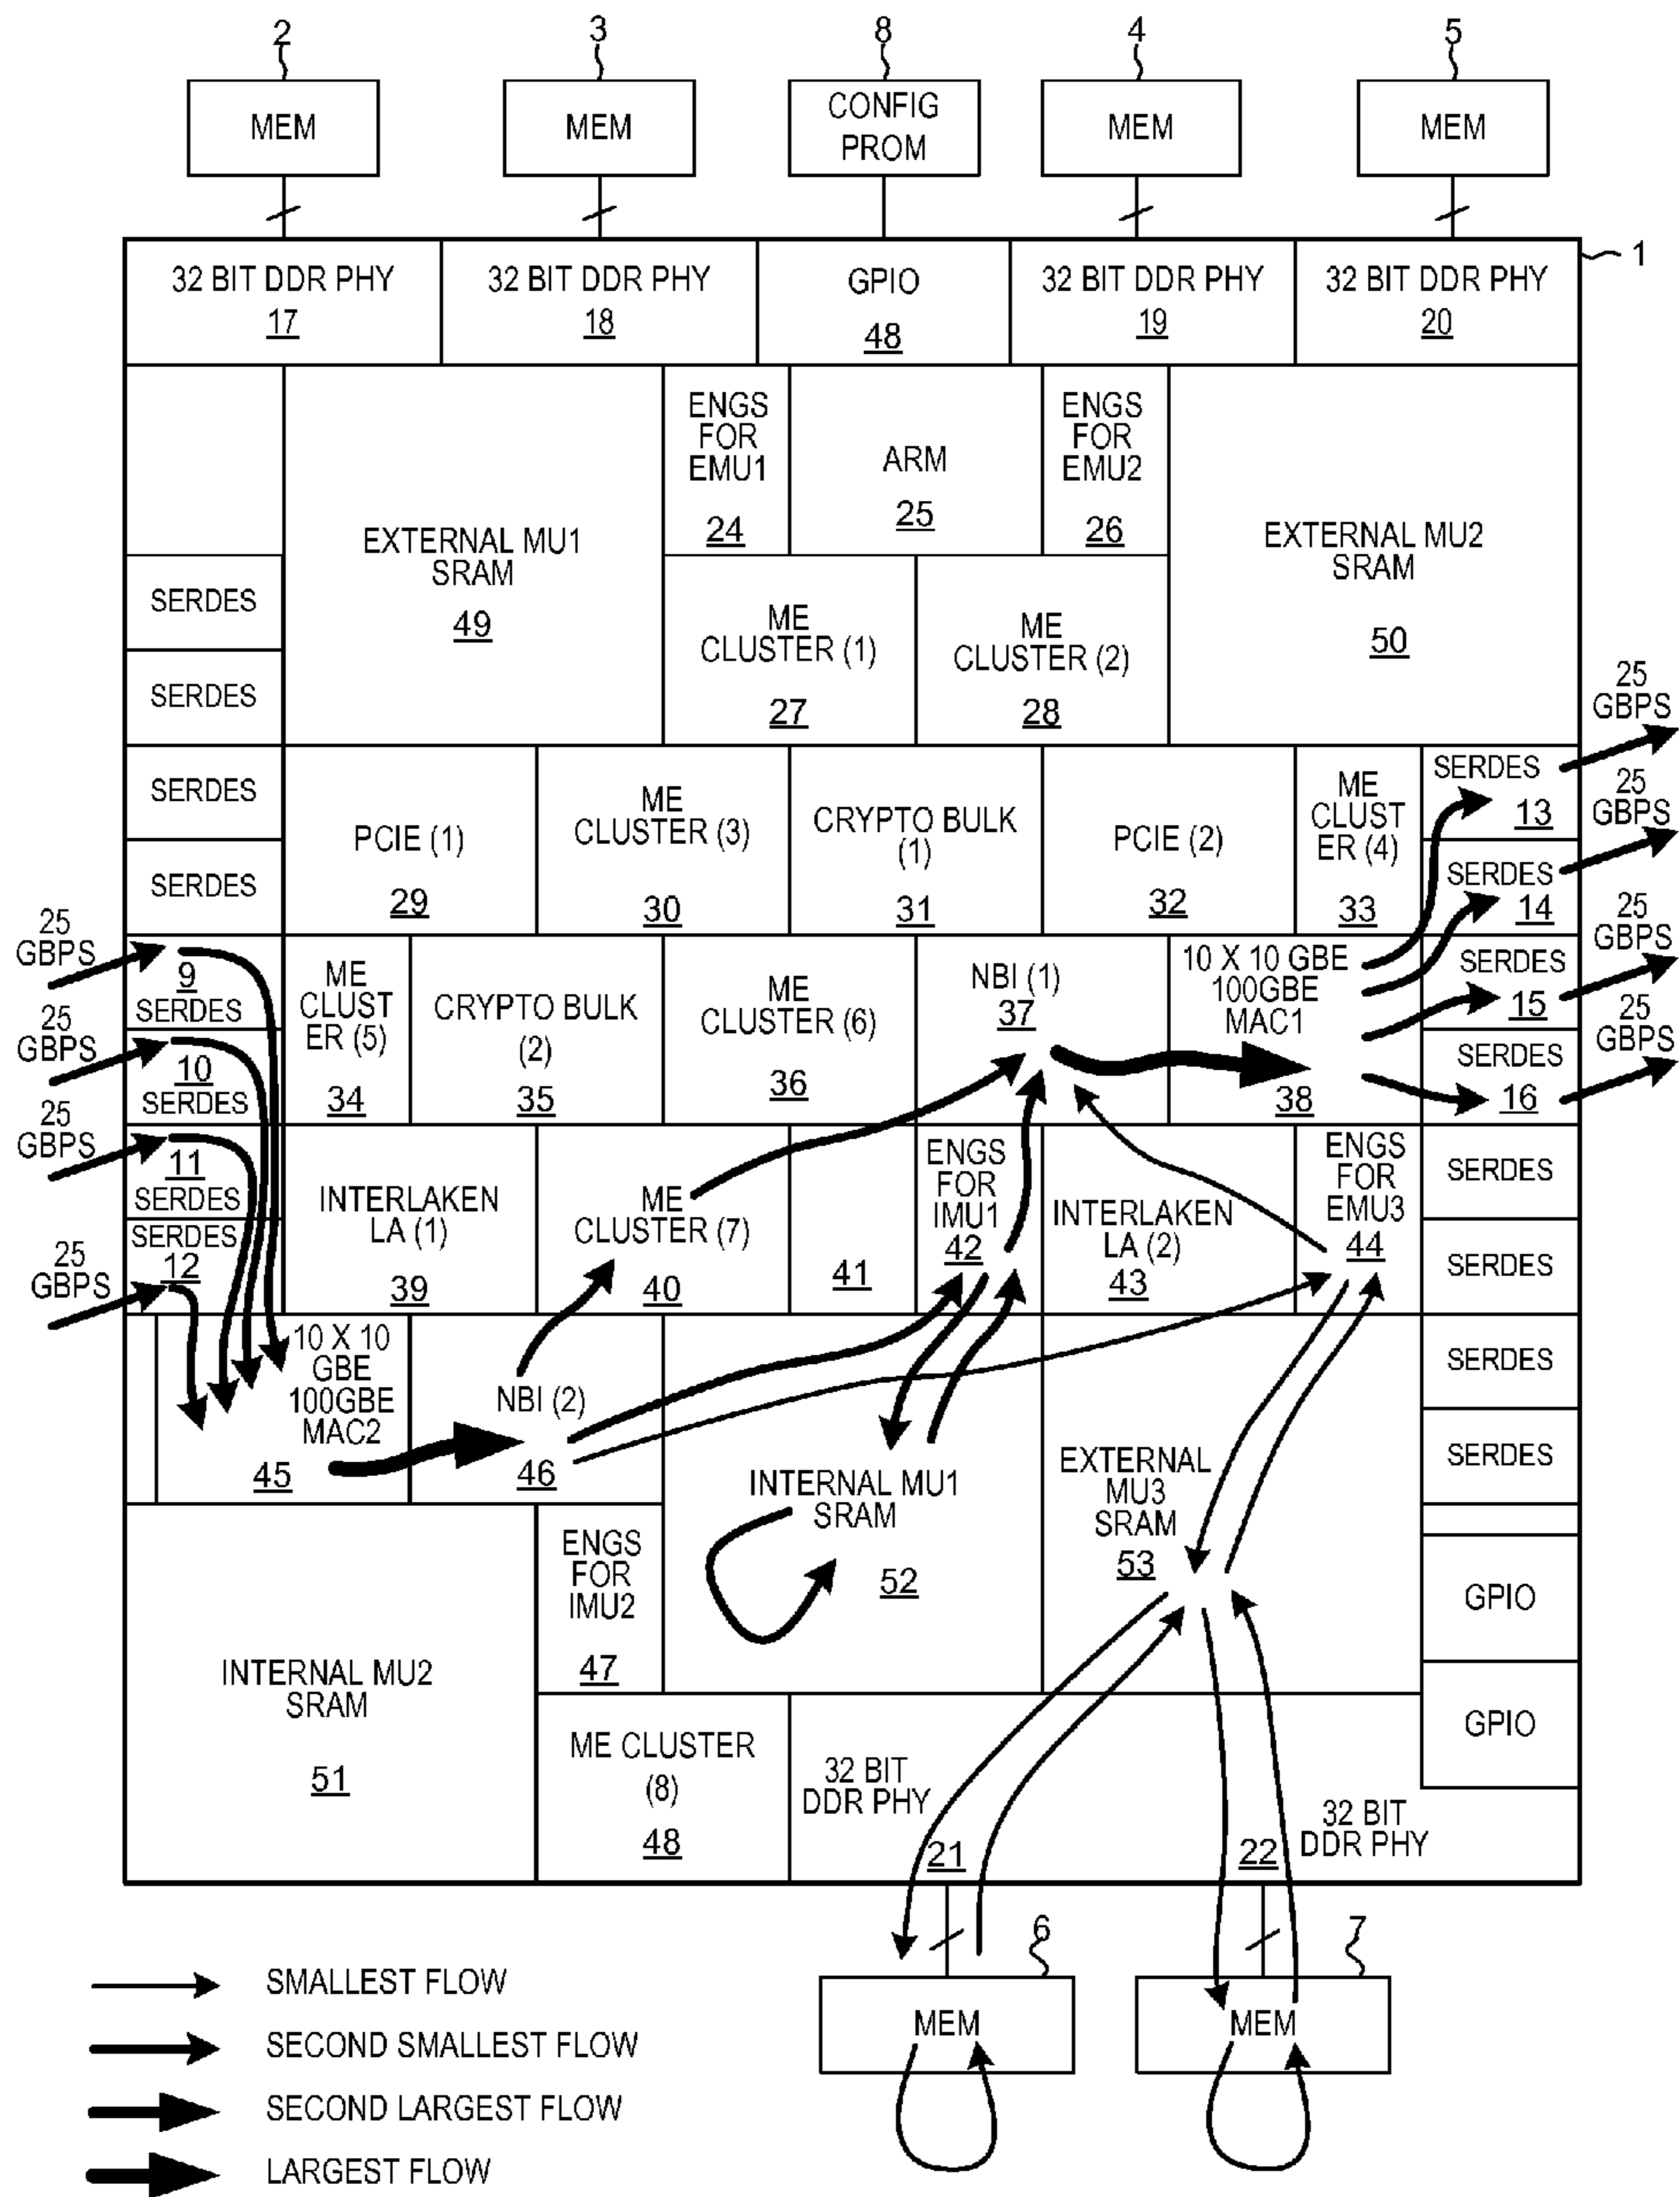 2
3
8
4
5
MEM
MEM
CONFIG
PROM
MEM
MEM
1
32 BIT DDR PHY
17
32 BIT DDR PHY
18
GPIO
48
32 BIT DDR PHY
19
32 BIT DDR PHY
20
EXTERNAL MU1
SRAM
49
ENGS
FOR
EMU1
24
ARM
25
ENGS
FOR
EMU2
26
EXTERNAL MU2
SRAM
50
SERDES
SERDES
ME
CLUSTER (1)
27
ME
CLUSTER (2)
28
SERDES
SERDES
PCIE (1)
29
ME
CLUSTER (3)
30
CRYPTO BULK
(1)
31
PCIE (2)
32
ME
CLUST
ER (4)
33
SERDES
13
SERDES
14
25
GBPS
25
GBPS
25
GBPS
25
GBPS
25
GBPS
25
GBPS
25
GBPS
25
GBPS
9
SERDES
10
SERDES
ME
CLUST
ER (5)
34
CRYPTO BULK
(2)
35
ME
CLUSTER (6)
36
NBI (1)
37
10 X 10 GBE
100GBE
MAC1
38
SERDES
15
SERDES
16
11
SERDES
SERDES
12
INTERLAKEN
LA (1)
39
ME
CLUSTER (7)
40
41
ENGS
FOR
IMU1
42
INTERLAKEN
LA (2)
43
ENGS
FOR
EMU3
44
SERDES
SERDES
10 X 10
GBE
100GBE
MAC2
45
NBI (2)
46
INTERNAL MU1
SRAM
52
EXTERNAL
MU3
SRAM
53
SERDES
SERDES
INTERNAL MU2
SRAM
51
ENGS
FOR
IMU2
47
GPIO
GPIO
ME CLUSTER
(8)
48
32 BIT
DDR PHY
21
22
32 BIT
DDR PHY
6
7
MEM
MEM
SMALLEST FLOW
SECOND SMALLEST FLOW
SECOND LARGEST FLOW
LARGEST FLOW